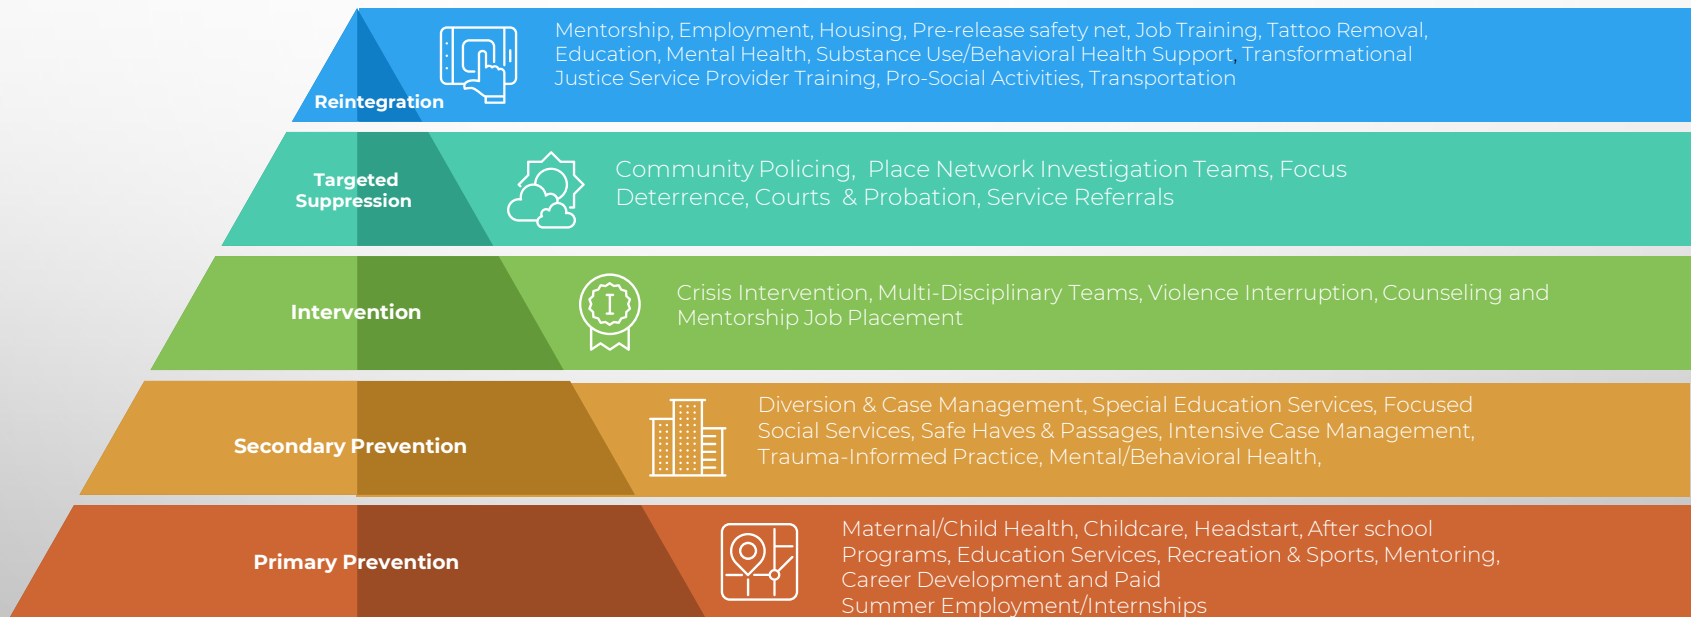 Mentorship, Employment, Housing, Pre-release safety net, Job Training, Tattoo Removal,
Education, Mental Health, Substance Use/Behavioral Health Support, Transformational
Justice Service Provider Training, Pro-Social Activities, Transportation
Reintegration
Community Policing,  Place Network Investigation Teams, Focus
Deterrence, Courts  & Probation, Service Referrals
Targeted
Suppression
Crisis Intervention, Multi-Disciplinary Teams, Violence Interruption, Counseling and
Mentorship Job Placement
Intervention
I
Diversion & Case Management, Special Education Services, Focused
Social Services, Safe Haves & Passages, Intensive Case Management,
Trauma-Informed Practice, Mental/Behavioral Health,
Secondary Prevention
Maternal/Child Health, Childcare, Headstart, After school
Programs, Education Services, Recreation & Sports, Mentoring,
Career Development and Paid
Summer Employment/Internships
Primary Prevention